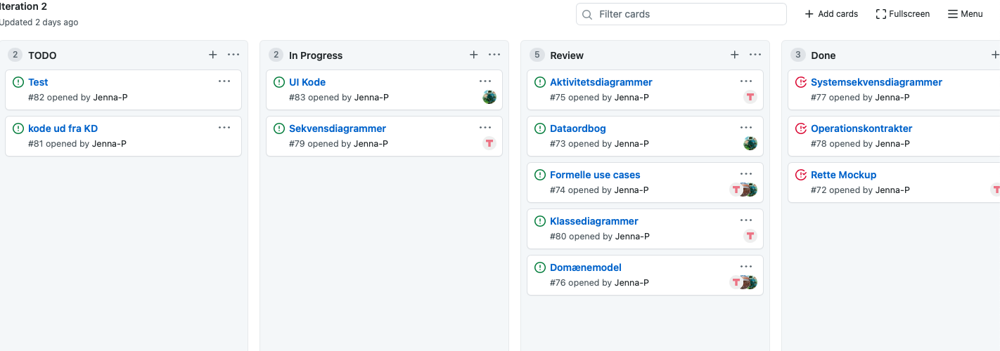 Iteration 2
Updated 2 days ago
Filter cards
Add cards
Fullscreen
Menu
2 TODO
Test
#82 opened by Jenna-P
kode ud fra KD
#81 opened by Jenna-P
2 In Progress
UI Kode
#83 opened by Jenna-P
Sekvensdiagrammer
#79 opened by Jenna-P
T
5 Review
Aktivitetsdiagrammer
#75 opened by Jenna-P
T
Dataordbog
#73 opened by Jenna-P
Formelle use cases
#74 opened by Jenna-P
T
Klassediagrammer
#80 opened by Jenna-P
T
Domænemodel
#76 opened by Jenna-P
T
3 Done
Systemsekvensdiagrammer
#77 opened by Jenna-P
Operationskontrakter
#78 opened by Jenna-P
Rette Mockup
#72 opened by Jenna-P
T